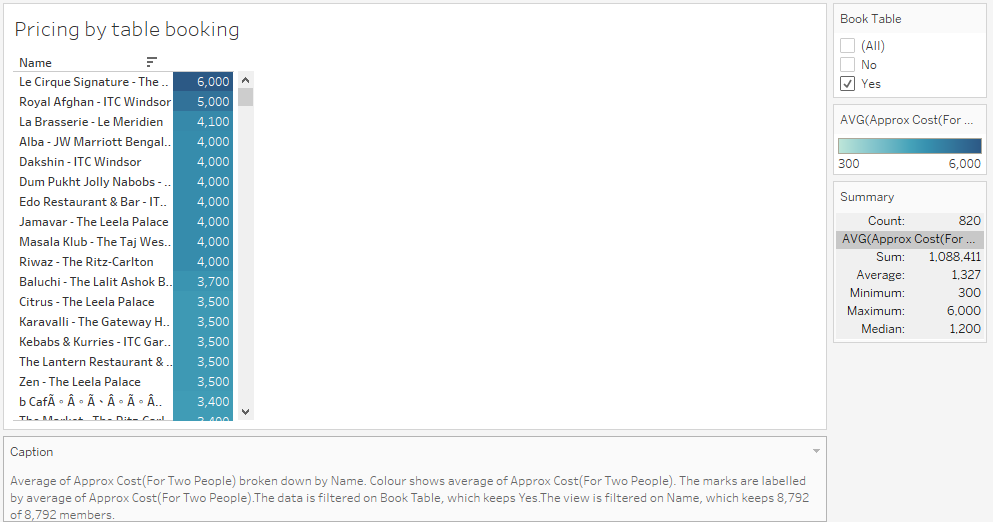 Pricing by table booking
Name
Le Cirque Signature - The ..  6,000
Royal Afghan - ITC Windsor  5,000
La Brasserie - Le Meridien  4,100
Alba - JW Marriott Bengal..  4,000
Dakshin - ITC Windsor  4,000
Dum Pukht Jolly Nabobs - ..  4,000
Edo Restaurant & Bar - IT..  4,000
Jamavar - The Leela Palace  4,000
Masala Klub - The Taj Wes..  4,000
Riwaz - The Ritz-Carlton  4,000
Baluchi - The Lalit Ashok B..  3,700
Citrus - The Leela Palace  3,500
Karavalli - The Gateway H..  3,500
Kebabs & Kurries - ITC Gar..  3,500
The Lantern Restaurant & ..  3,500
Zen - The Leela Palace  3,500
b CafÃ  3,400
The Market - The Ritz-Carl..  3,400
Book Table
(All)
No
Yes
AVG(Approx Cost(For ...
300  6,000
Summary
Count:  820
AVG(Approx Cost(For ...
Sum:  1,088,411
Average:  1,327
Minimum:  300
Maximum:  6,000
Median:  1,200
Caption
Average of Approx Cost(For Two People) broken down by Name. Colour shows average of Approx Cost(For Two People). The marks are labelled
by average of Approx Cost(For Two People).The data is filtered on Book Table, which keeps Yes.The view is filtered on Name, which keeps 8,792
of 8,792 members.